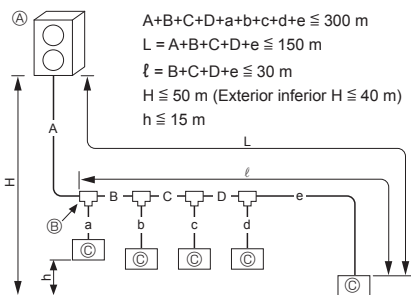 Ⓐ
A+B+C+D+a+b+c+d+e ≦ 300 m
L = A+B+C+D+e ≦ 150 m
ℓ = B+C+D+e ≦ 30 m
H ≦ 50 m (Exterior inferior H ≦ 40 m)
h ≦ 15 m
A
L
H
ℓ
B C D e
Ⓑ a b c d
Ⓒ Ⓒ Ⓒ Ⓒ
h
Ⓒ